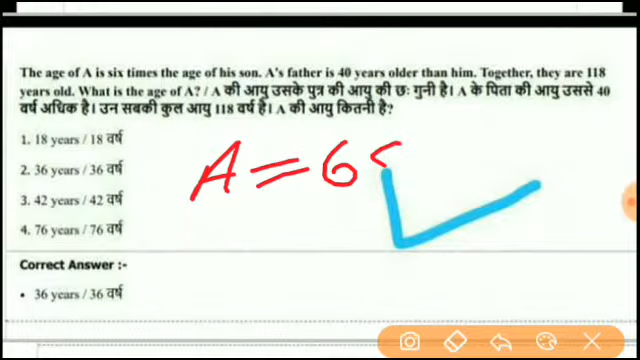 The age of A is six times the age of his son. A's father is 40 years older than him. Together, they are 118
years old. What is the age of A? / A की आयु उसके पुत्र की आयु की छः गुनी है। A के पिता की आयु उससे 40
वर्ष अधिक है। उन सबकी कुल आयु 118 वर्ष है। A की आयु कितनी है?
1. 18 years / 18 वर्ष
2. 36 years / 36 वर्ष
A = 6
3. 42 years / 42 वर्ष
4. 76 years / 76 वर्ष
Correct Answer :-
• 36 years / 36 वर्ष